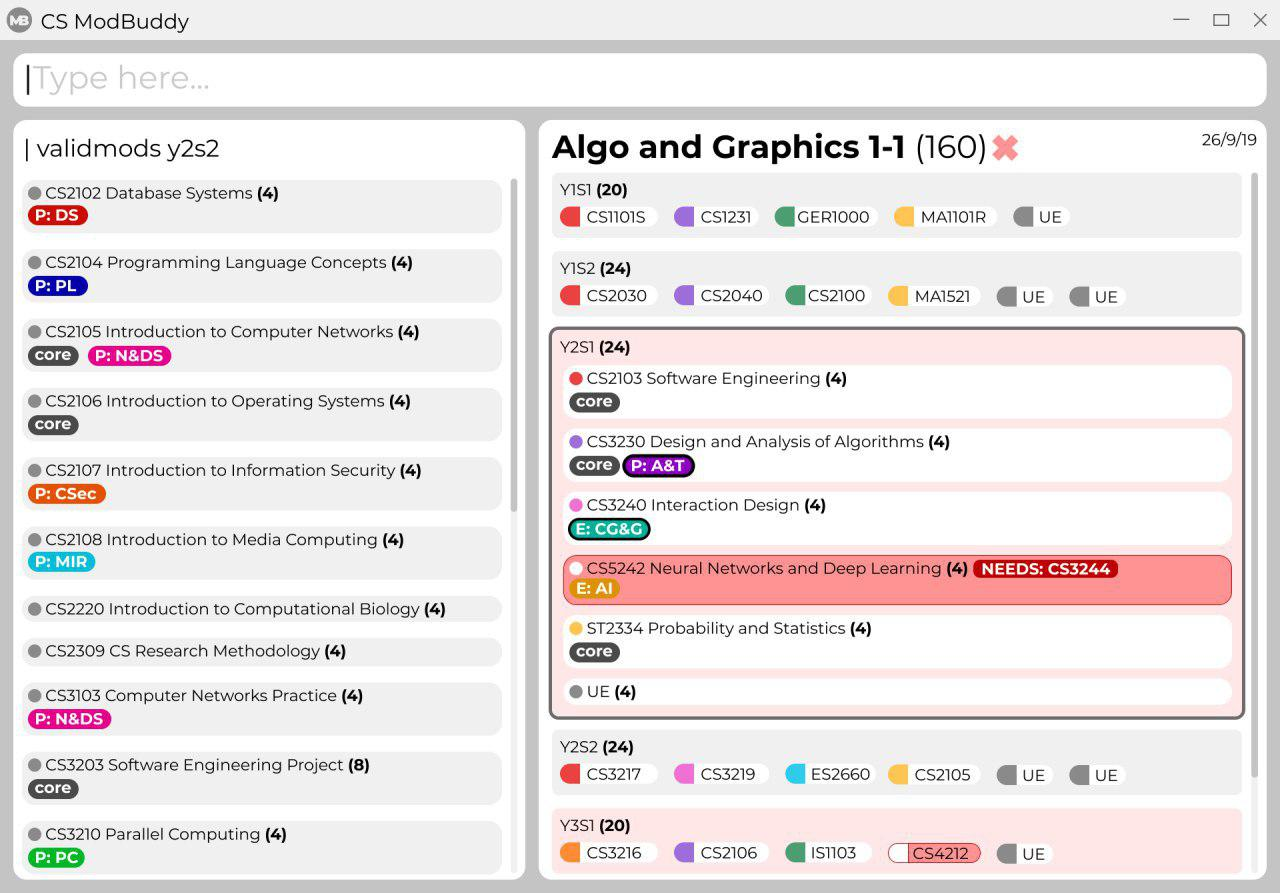 MB CS ModBuddy
Type here...
| validmods y2s2
CS2102 Database Systems (4)
P: DS
CS2104 Programming Language Concepts (4)
P: PL
CS2105 Introduction to Computer Networks (4)
core P: N&DS
CS2106 Introduction to Operating Systems (4)
core
CS2107 Introduction to Information Security (4)
P: CSec
CS2108 Introduction to Media Computing (4)
P: MIR
CS2220 Introduction to Computational Biology (4)
CS2309 CS Research Methodology (4)
CS3103 Computer Networks Practice (4)
P: N&DS
CS3203 Software Engineering Project (8)
core
CS3210 Parallel Computing (4)
P: PC
Algo and Graphics 1-1 (160)
26/9/19
Y1S1 (20)
CS1101S CS1231 GER1000 MA1101R UE
Y1S2 (24)
CS2030 CS2040 CS2100 MA1521 UE UE
Y2S1 (24)
CS2103 Software Engineering (4)
core
CS3230 Design and Analysis of Algorithms (4)
core P: A&T
CS3240 Interaction Design (4)
E: CG&G
CS5242 Neural Networks and Deep Learning (4) NEEDS: CS3244
E: AI
ST2334 Probability and Statistics (4)
core
UE (4)
Y2S2 (24)
CS3217 CS3219 ES2660 CS2105 UE UE
Y3S1 (20)
CS3216 CS2106 IS1103 CS4212 UE